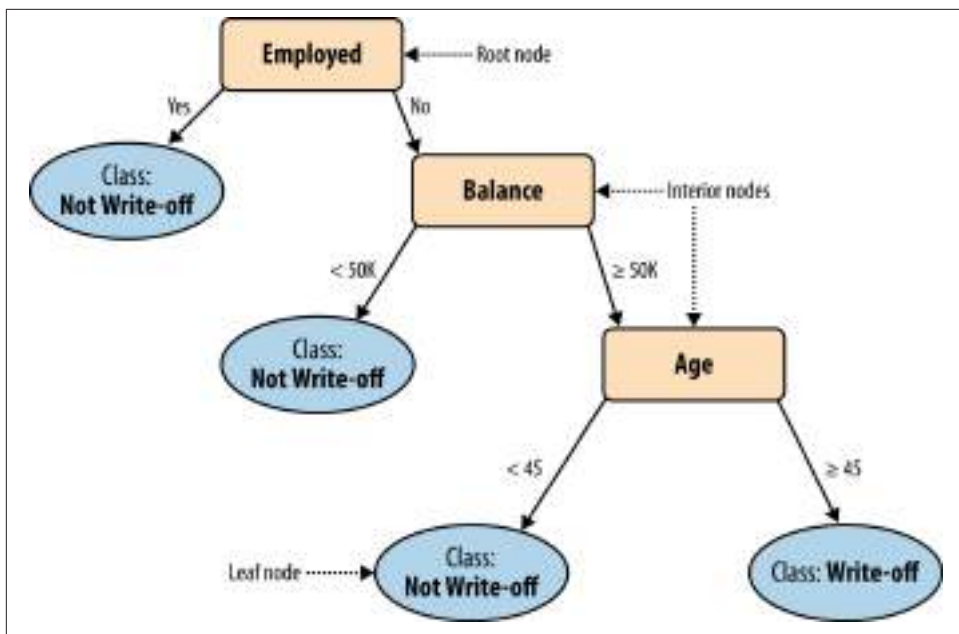 Employed
Root node
Yes
No
Class:
Not Write-off
Balance
Interior nodes
< 50K
≥ 50K
Class:
Not Write-off
Age
< 45
≥ 45
Leaf node
Class:
Not Write-off
Class: Write-off